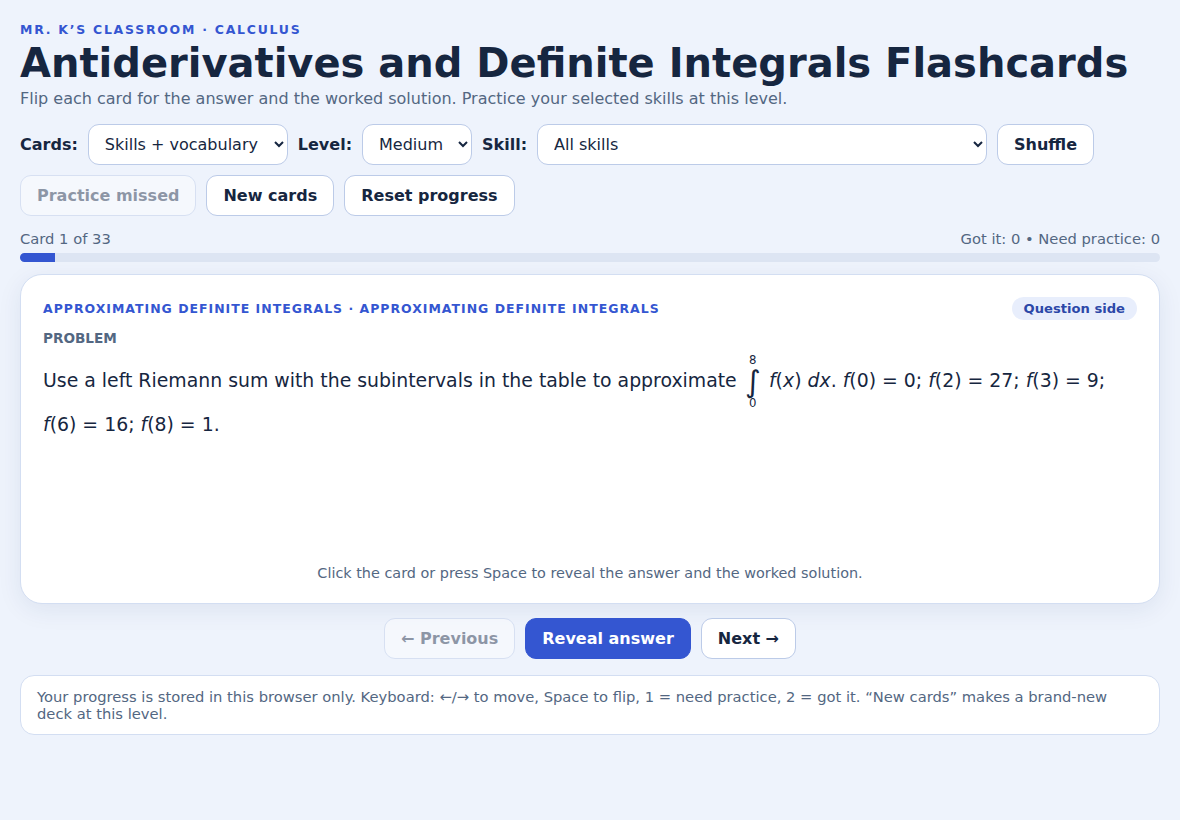 MR. K’S CLASSROOM · CALCULUS
Antiderivatives and Definite Integrals Flashcards
Flip each card for the answer and the worked solution. Practice your selected skills at this level.
Cards: Skills + vocabulary Level: Medium Skill: All skills Shuffle
Practice missed New cards Reset progress
Card 1 of 33 Got it: 0 • Need practice: 0
APPROXIMATING DEFINITE INTEGRALS · APPROXIMATING DEFINITE INTEGRALS Question side
PROBLEM
Use a left Riemann sum with the subintervals in the table to approximate ∫₀⁸ f(x) dx. f(0) = 0; f(2) = 27; f(3) = 9;
f(6) = 16; f(8) = 1.
Click the card or press Space to reveal the answer and the worked solution.
← Previous Reveal answer Next →
Your progress is stored in this browser only. Keyboard: ←/→ to move, Space to flip, 1 = need practice, 2 = got it. “New cards” makes a brand-new
deck at this level.